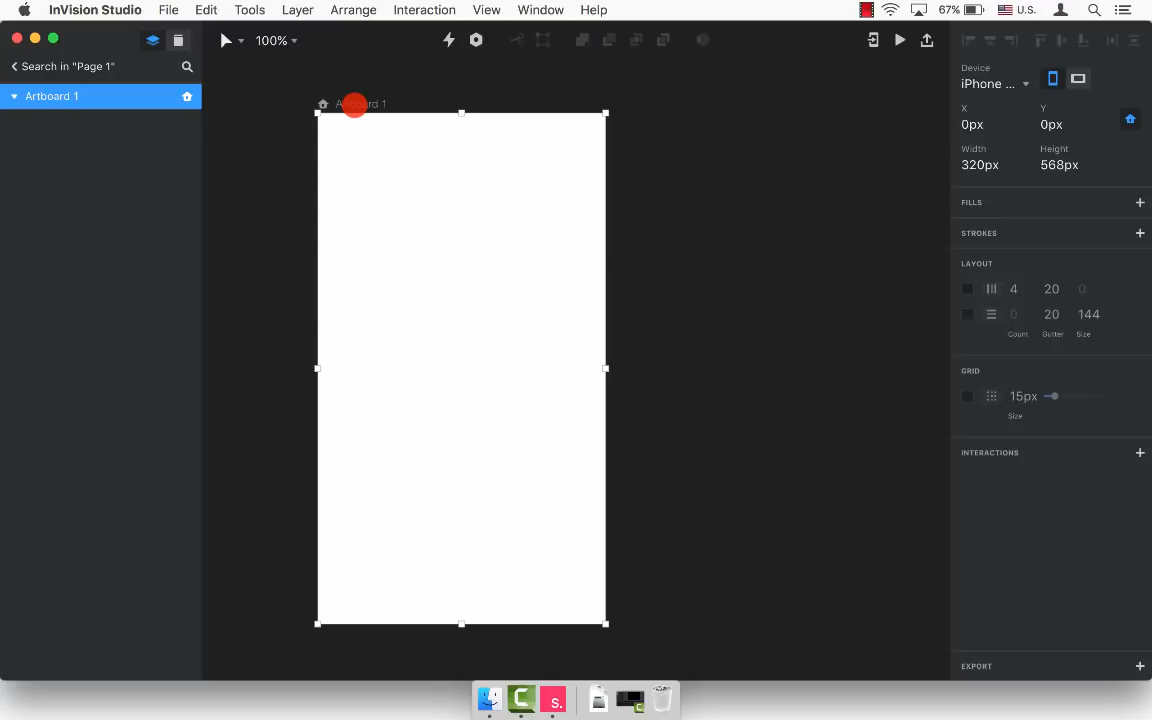 InVision Studio File Edit Tools Layer Arrange Interaction View Window Help 67% U.S.
100%
Search in "Page 1"
Artboard 1
Artboard 1
Device
iPhone ...
X Y
0px 0px
Width Height
320px 568px
FILLS
STROKES
LAYOUT
4 20 0
0 20 144
Count Gutter Size
GRID
15px
Size
INTERACTIONS
EXPORT
C s.